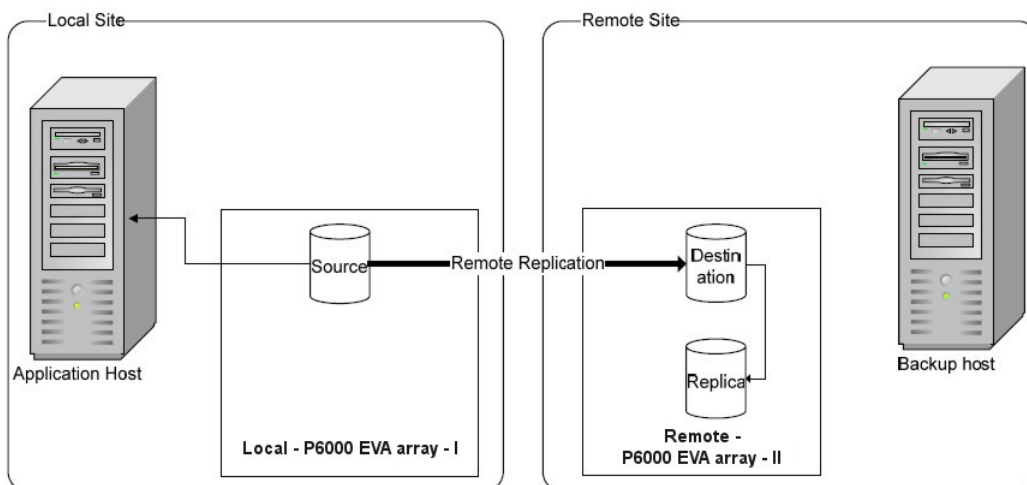 Local Site
Remote Site
Source
Remote Replication
Destin
ation
Replica
Application Host
Backup host
Local - P6000 EVA array - I
Remote -
P6000 EVA array - II